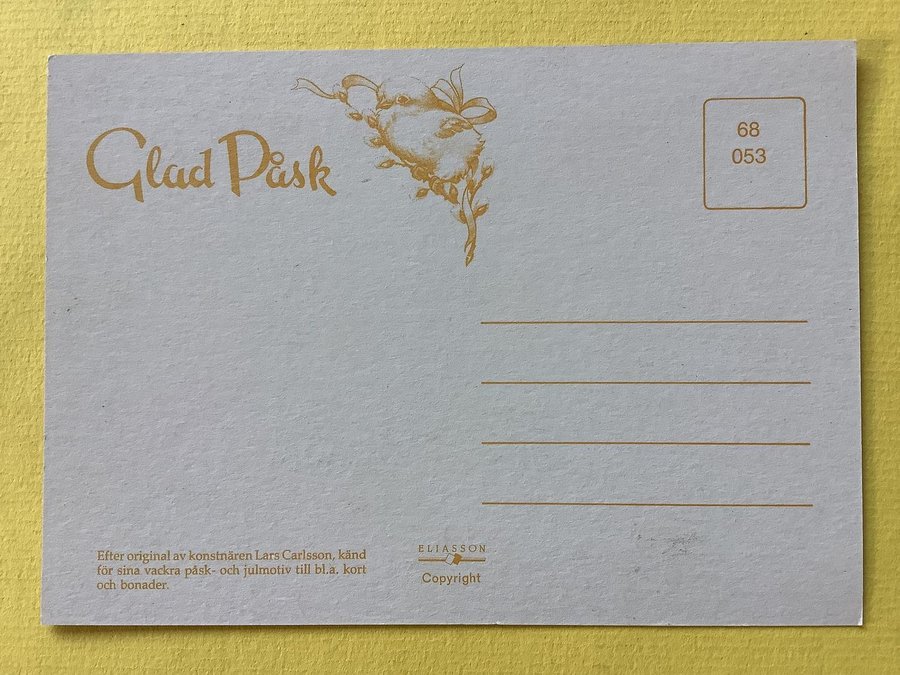 Glad Påsk
68
053
Efter original av konstnären Lars Carlsson, känd
för sina vackra påsk- och julmotiv till bl.a. kort
och bonader.
ELIASSON
Copyright